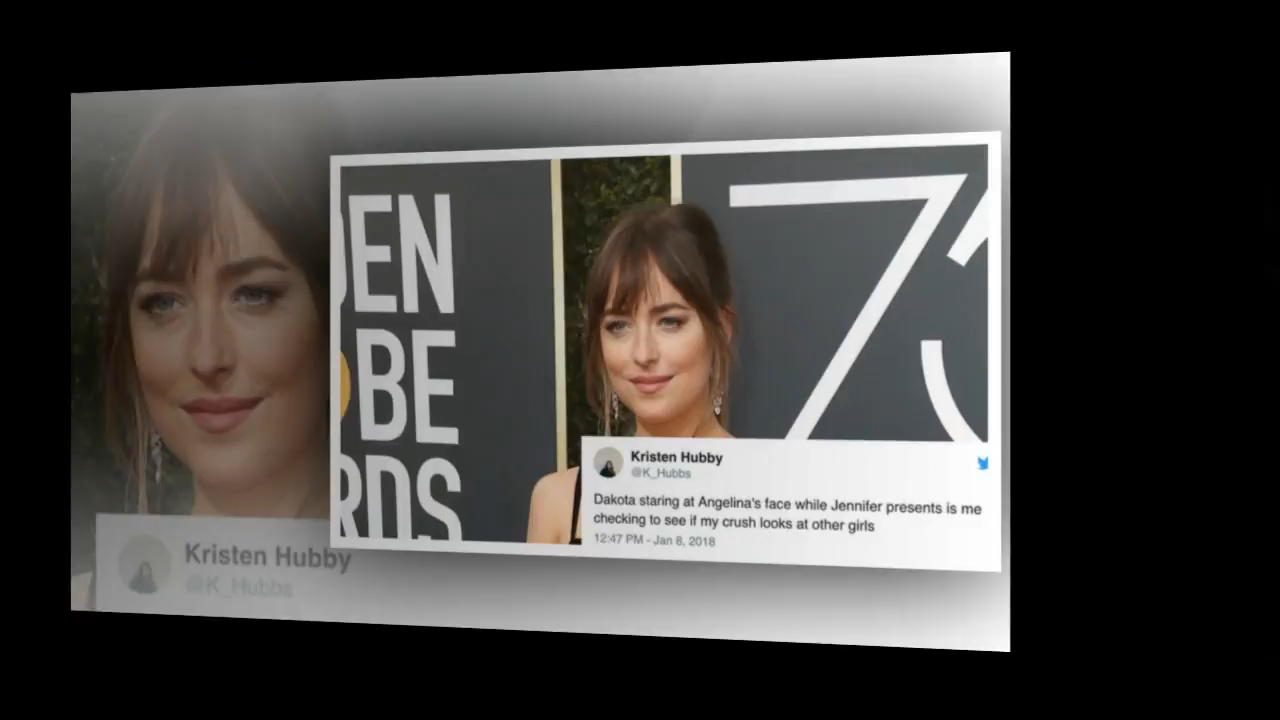 DEN
BE
RDS
75
Kristen Hubby
@K_Hubbs
Dakota staring at Angelina's face while Jennifer presents is me
checking to see if my crush looks at other girls
12:47 PM - Jan 8, 2018
Kristen Hubby
@K_Hubbs